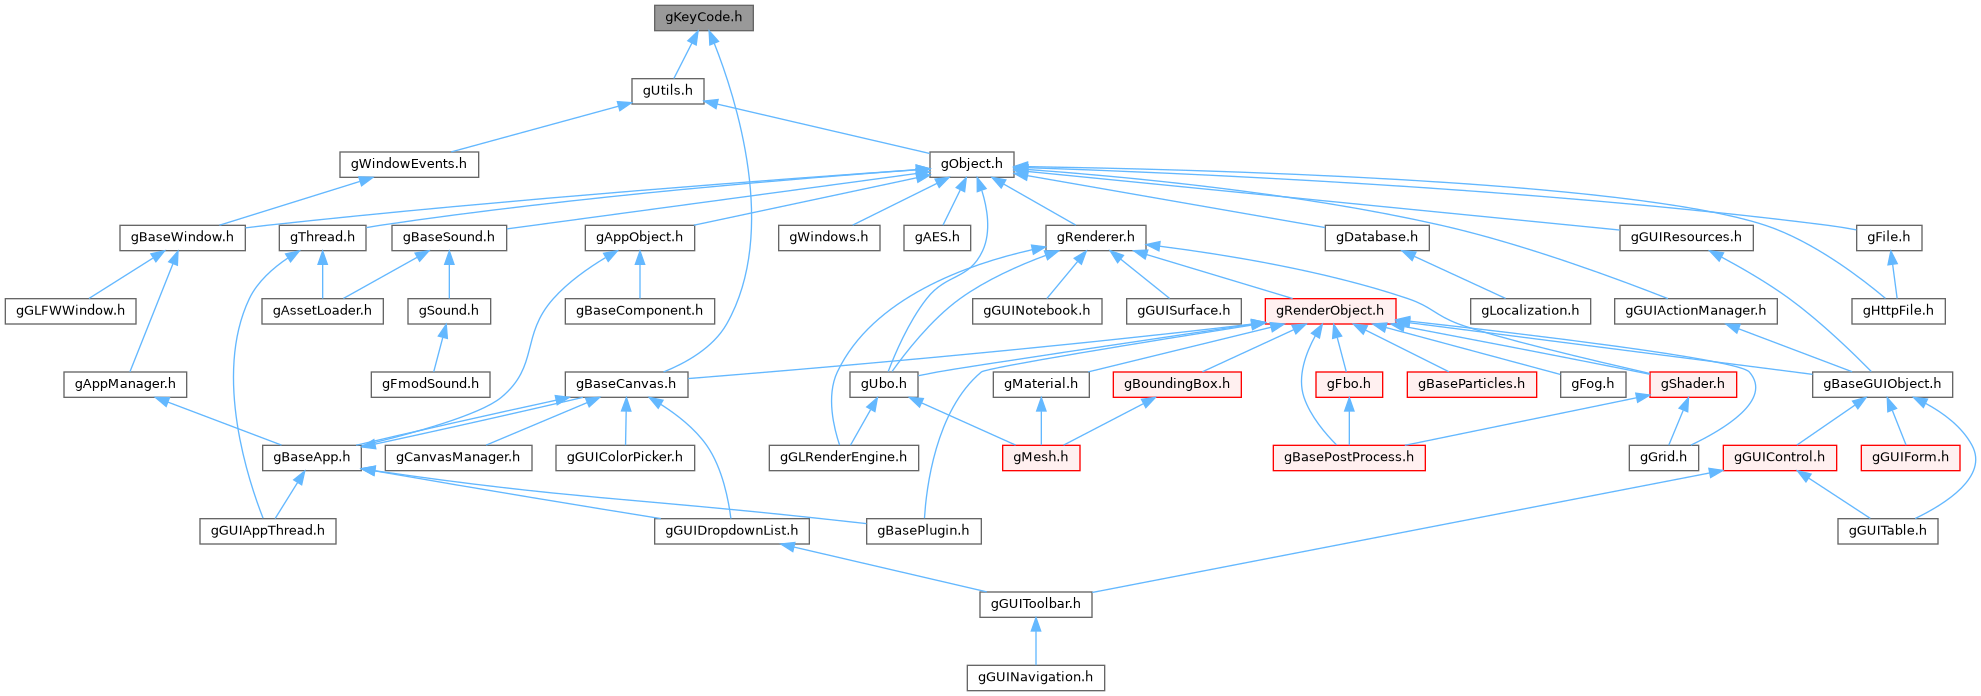 gKeyCode.h
gUtils.h
gWindowEvents.h
gObject.h
gBaseWindow.h
gThread.h
gBaseSound.h
gAppObject.h
gWindows.h
gAES.h
gRenderer.h
gDatabase.h
gGUIResources.h
gFile.h
gGLFWWindow.h
gAssetLoader.h
gSound.h
gBaseComponent.h
gGUINotebook.h
gGUISurface.h
gRenderObject.h
gLocalization.h
gGUIActionManager.h
gHttpFile.h
gAppManager.h
gFmodSound.h
gBaseCanvas.h
gUbo.h
gMaterial.h
gBoundingBox.h
gFbo.h
gBaseParticles.h
gFog.h
gShader.h
gBaseGUIObject.h
gBaseApp.h
gCanvasManager.h
gGUIColorPicker.h
gGLRenderEngine.h
gMesh.h
gBasePostProcess.h
gGrid.h
gGUIControl.h
gGUIForm.h
gGUIAppThread.h
gGUIDropdownList.h
gBasePlugin.h
gGUITable.h
gGUIToolbar.h
gGUINavigation.h